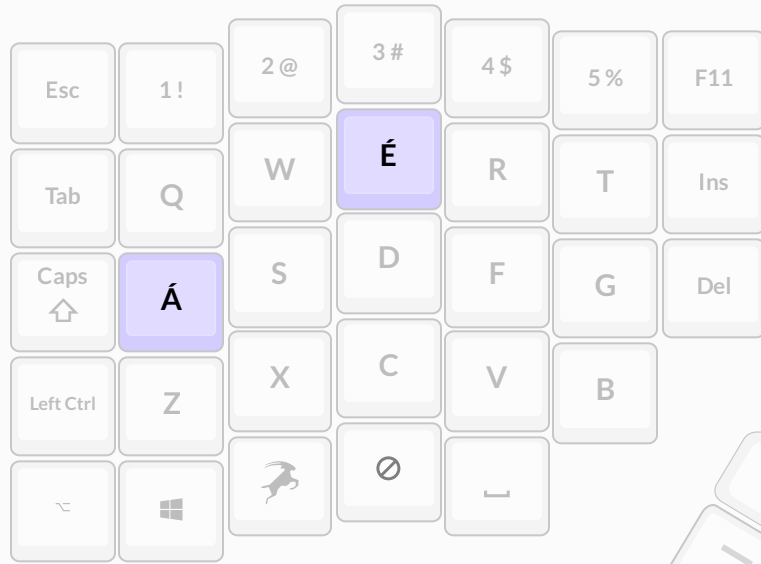 Esc 1 ! 2 @ 3 # 4 $ 5 % F11
Tab Q W É R T Ins
Caps Á S D F G Del
Left Ctrl Z X C V B